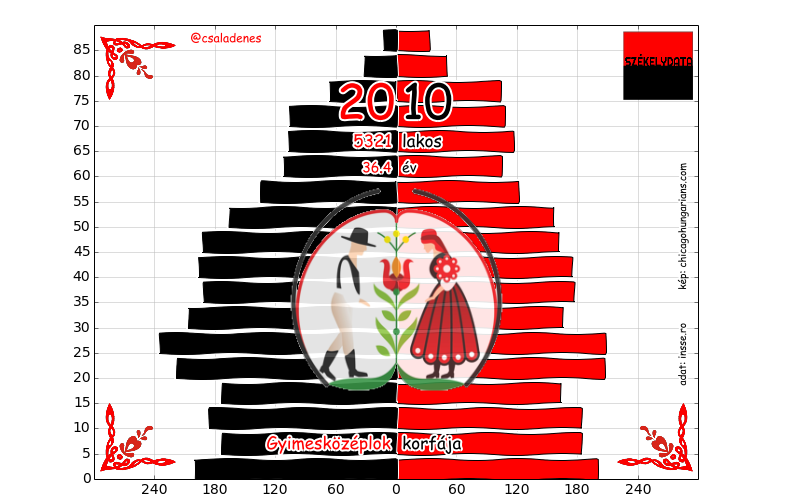 @csaladenes
SZÉKELYDATA
2010
5321 lakos
36.4 év
kép: chicagohungarians.com
adat: insse.ro
Gyimesközéplok korfája
85
80
75
70
65
60
55
50
45
40
35
30
25
20
15
10
5
0
240 180 120 60 0 60 120 180 240